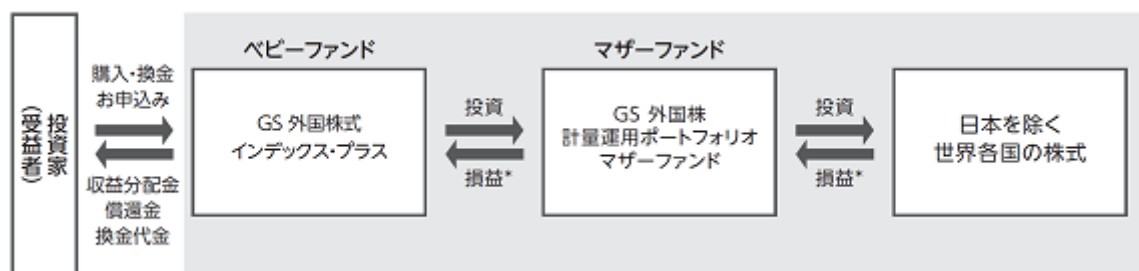 投資家
（受益者）
購入・換金
お申込み
収益分配金
償還金
換金代金
ベビーファンド
GS 外国株式
インデックス・プラス
投資
損益*
マザーファンド
GS 外国株
計量運用ポートフォリオ
マザーファンド
投資
損益*
日本を除く
世界各国の株式